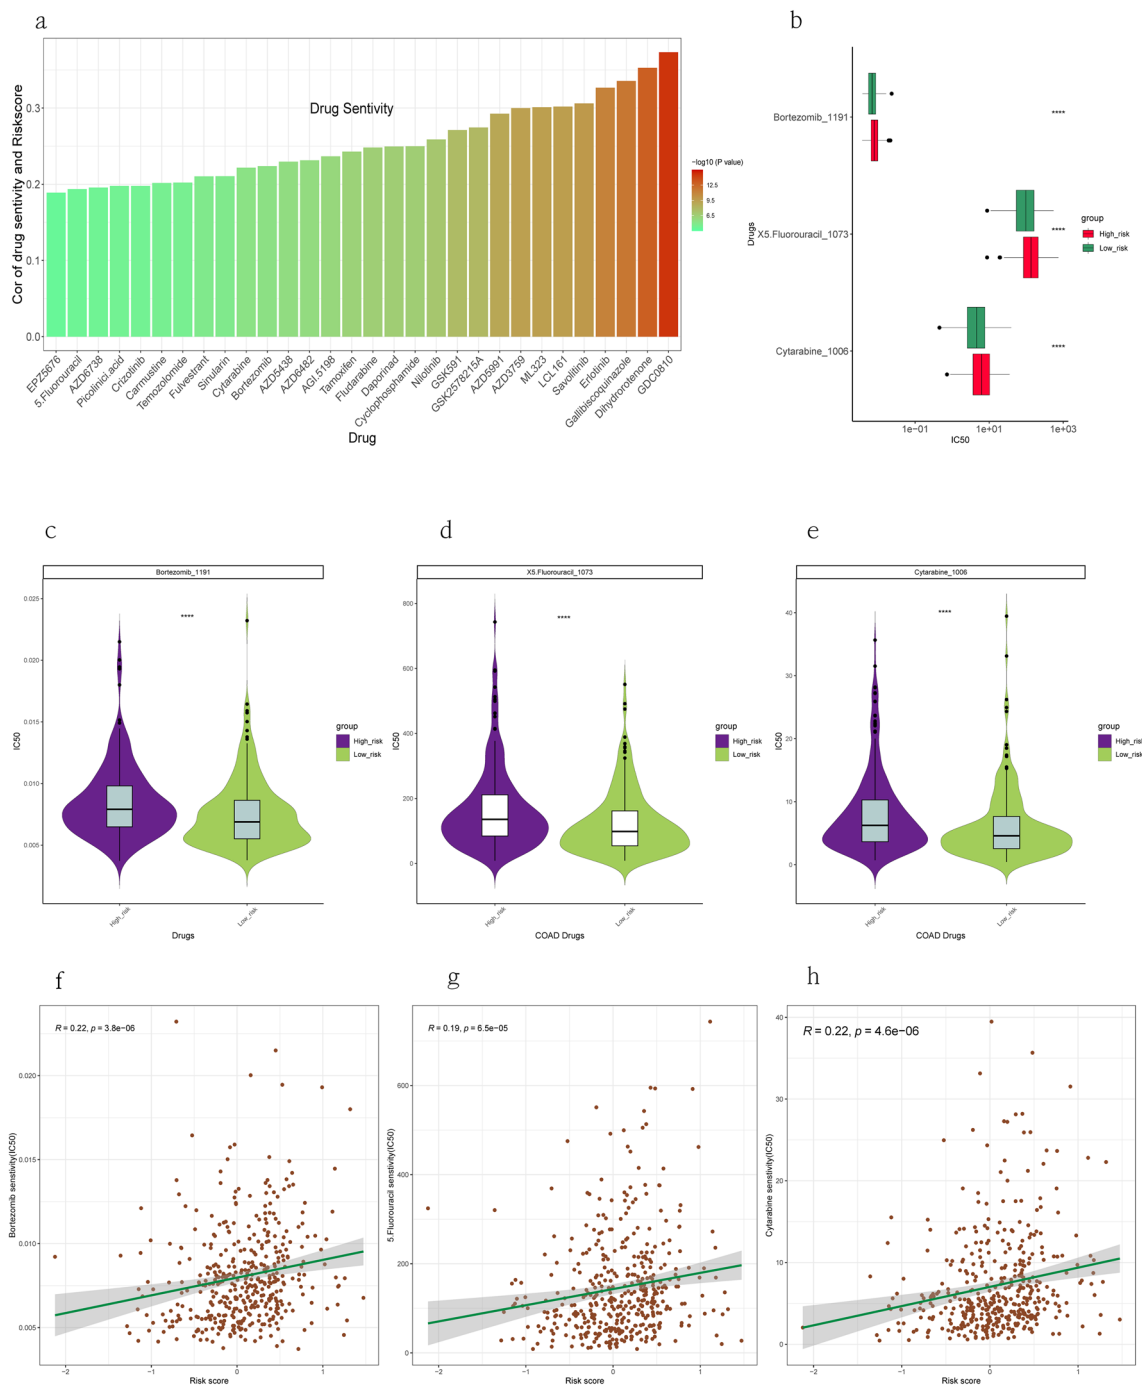 a
Cor of drug sentivity and Riskscore
0.3
0.2
0.1
0.0
Drug Sentivity
−log10 (P value)
12.5
9.5
6.5
EPZ5676
5.Fluorouracil
AZD6738
Picolinici.acid
Crizotinib
Carmustine
Temozolomide
Fulvestrant
Sinularin
Cytarabine
Bortezomib
AZD5438
AZD6482
AGI.5198
Tamoxifen
Fludarabine
Daporinad
Cyclophosphamide
Nilotinib
GSK591
GSK2578215A
AZD5991
AZD3759
ML323
LCL161
Savolitinib
Erlotinib
Gallibiscoquinazole
Dihydrorotenone
GDC0810
Drug
b
Drugs
Bortezomib_1191
X5.Fluorouracil_1073
Cytarabine_1006
****
****
****
group
High_risk
Low_risk
1e−01
1e+01
1e+03
IC50
c
Bortezomib_1191
IC50
0.025
0.020
0.015
0.010
0.005
****
group
High_risk
Low_risk
High_risk
Low_risk
Drugs
d
X5.Fluorouracil_1073
IC50
800
600
400
200
0
****
group
High_risk
Low_risk
High_risk
Low_risk
COAD Drugs
e
Cytarabine_1006
IC50
40
30
20
10
0
****
group
High_risk
Low_risk
High_risk
Low_risk
COAD Drugs
f
R = 0.22, p = 3.8e−06
Bortezomib senstivity(IC50)
0.020
0.015
0.010
0.005
−2
−1
0
1
Risk score
g
R = 0.19, p = 6.5e−05
5.Fluorouracil senstivity(IC50)
600
400
200
0
−2
−1
0
1
Risk score
h
R = 0.22, p = 4.6e−06
Cytarabine senstivity(IC50)
40
30
20
10
0
−2
−1
0
1
Risk score